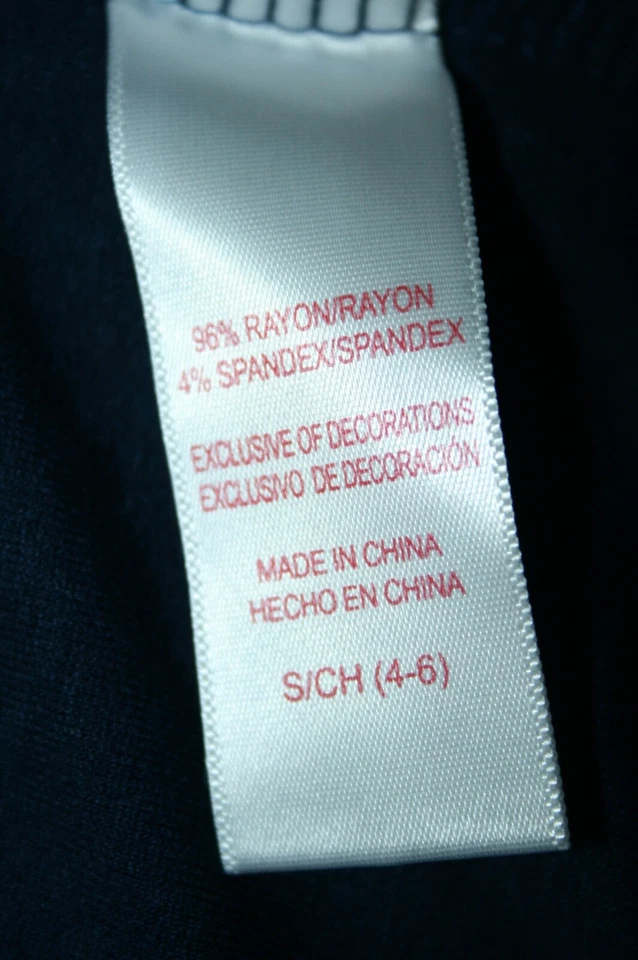 96% RAYON/RAYON
4% SPANDEX/SPANDEX
EXCLUSIVE OF DECORATIONS
EXCLUSIVO DE DECORACIÓN
MADE IN CHINA
HECHO EN CHINA
S/CH (4-6)